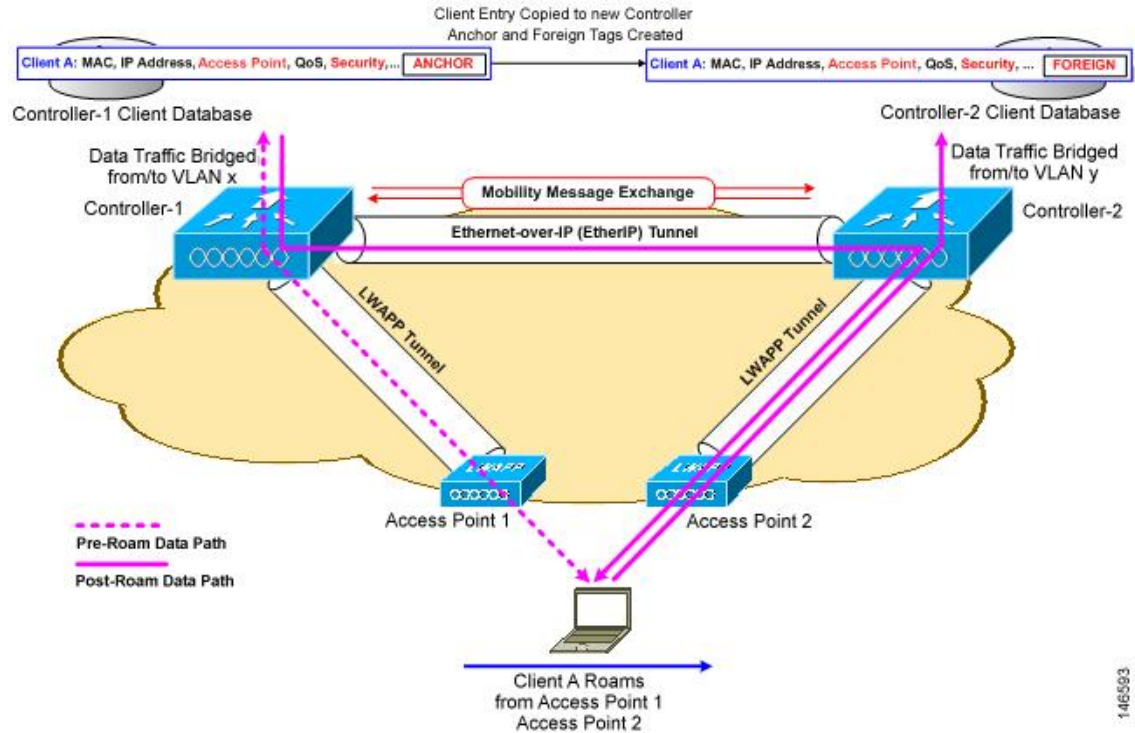 Client Entry Copied to new Controller
Anchor and Foreign Tags Created
Client A: MAC, IP Address, Access Point, QoS, Security,... ANCHOR
Client A: MAC, IP Address, Access Point, QoS, Security, ... FOREIGN
Controller-1 Client Database
Controller-2 Client Database
Data Traffic Bridged
from/to VLAN x
Data Traffic Bridged
from/to VLAN y
Mobility Message Exchange
Controller-1
Controller-2
Ethernet-over-IP (EtherIP) Tunnel
LWAPP Tunnel
LWAPP Tunnel
LWAPP
LWAPP
Access Point 1
Access Point 2
Pre-Roam Data Path
Post-Roam Data Path
Client A Roams
from Access Point 1
Access Point 2
146593